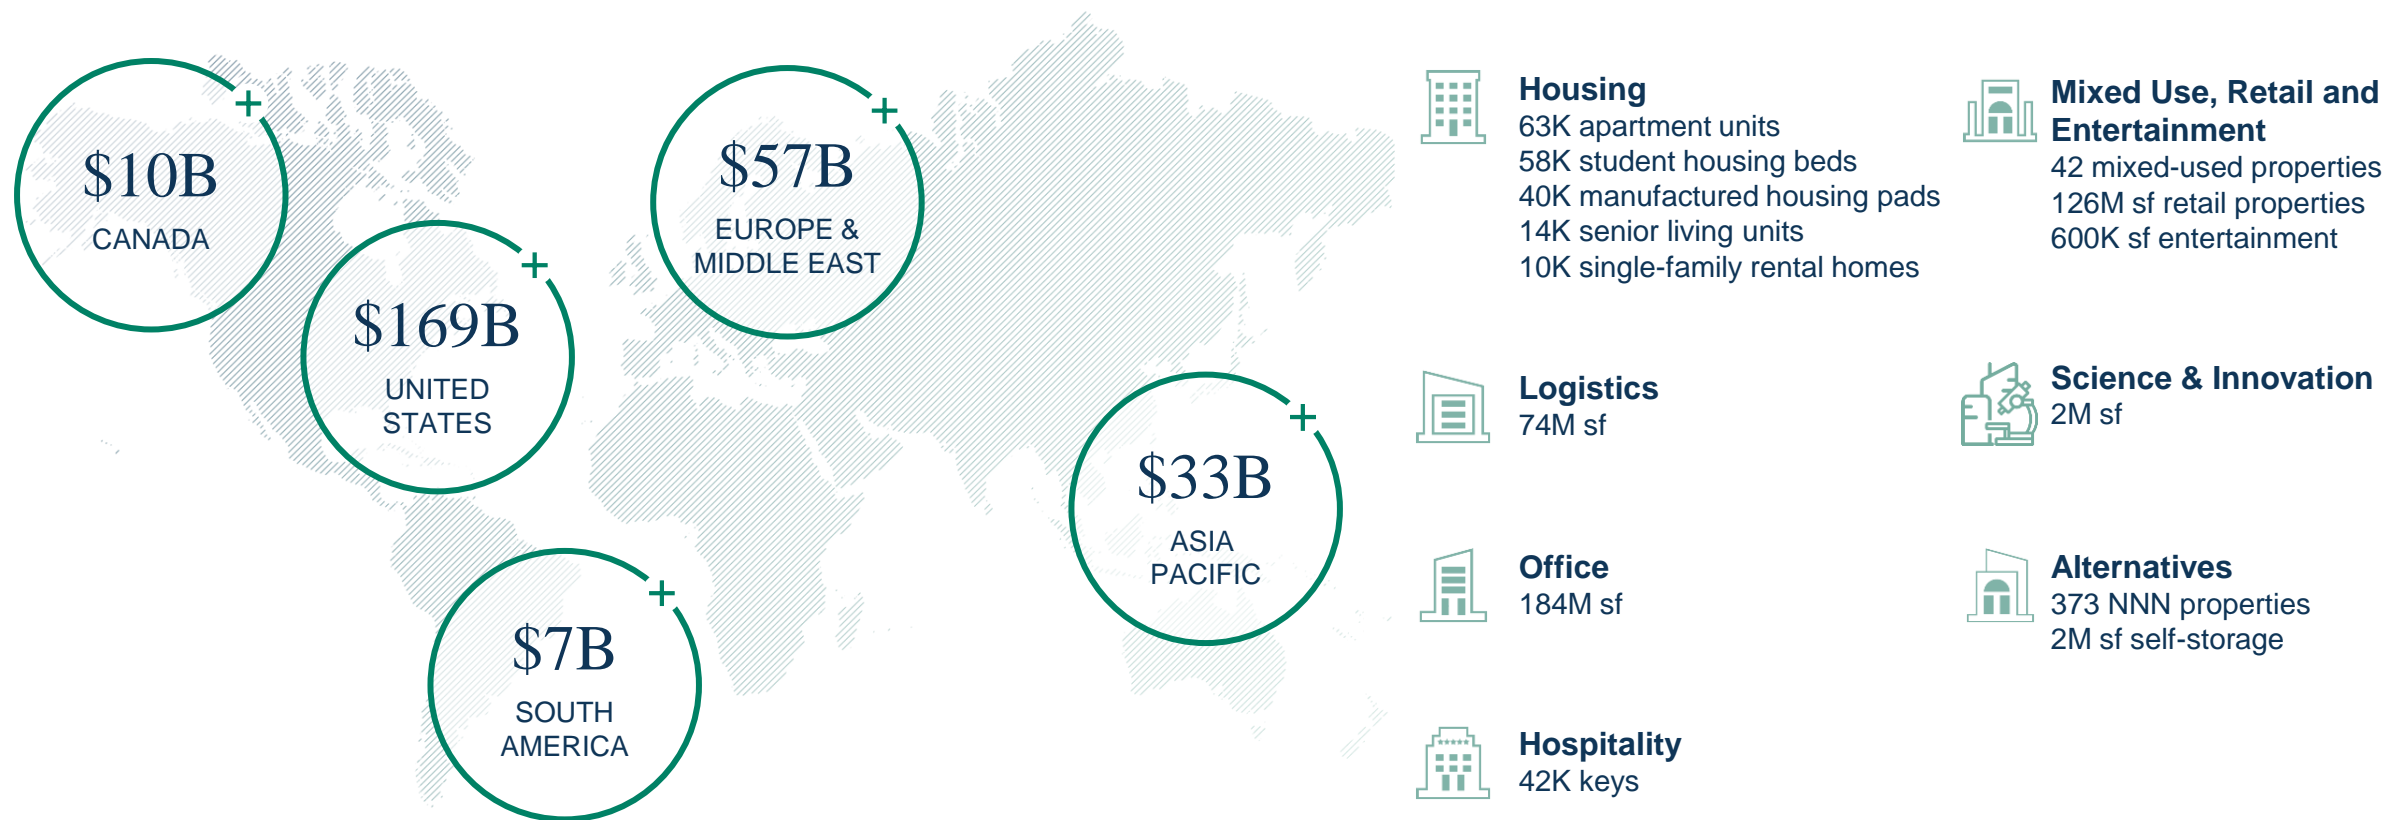 $10B
CANADA
$169B
UNITED
STATES
$57B
EUROPE &
MIDDLE EAST
$33B
ASIA
PACIFIC
$7B
SOUTH
AMERICA
Housing
63K apartment units
58K student housing beds
40K manufactured housing pads
14K senior living units
10K single-family rental homes
Logistics
74M sf
Office
184M sf
Hospitality
42K keys
Mixed Use, Retail and
Entertainment
42 mixed-used properties
126M sf retail properties
600K sf entertainment
Science & Innovation
2M sf
Alternatives
373 NNN properties
2M sf self-storage